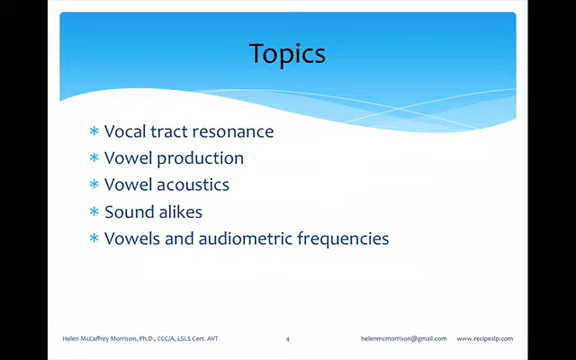 Topics
* Vocal tract resonance
* Vowel production
* Vowel acoustics
* Sound alikes
* Vowels and audiometric frequencies
Helen McCaffrey Morrison, Ph.D., CCC/A, LSLS Cert. AVT 4 helenmcmorrison@gmail.com www.recipeslp.com